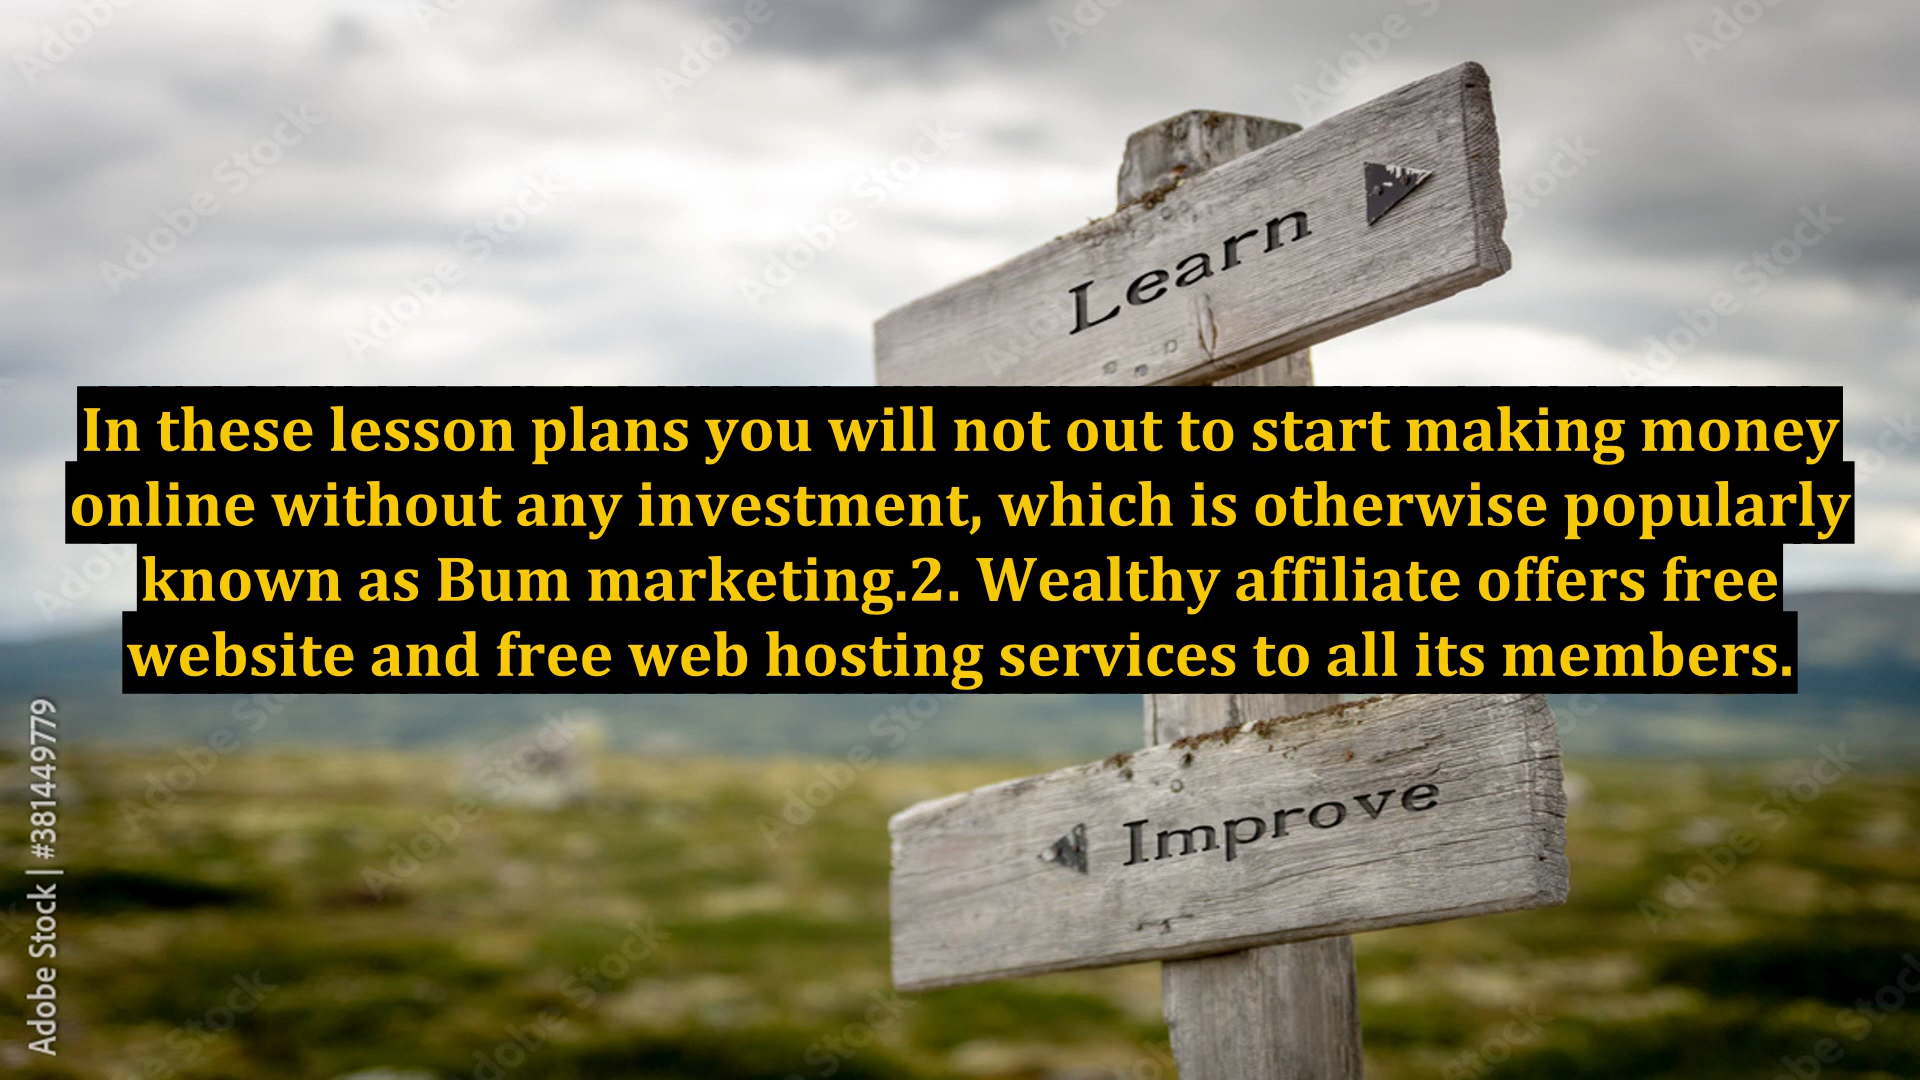 Learn
In these lesson plans you will not out to start making money
online without any investment, which is otherwise popularly
known as Bum marketing.2. Wealthy affiliate offers free
website and free web hosting services to all its members.
Improve
Adobe Stock | #381449779